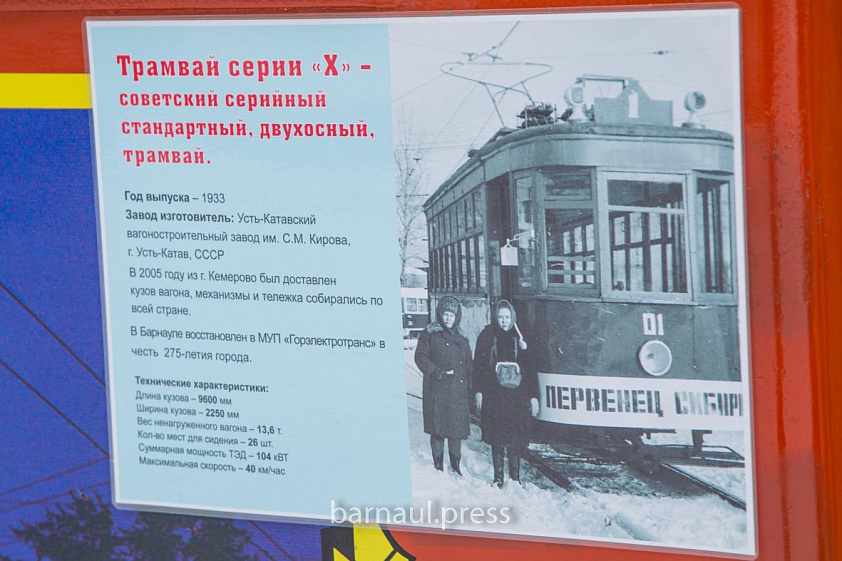 Трамвай серии «Х» –
советский серийный
стандартный, двухосный,
трамвай.
Год выпуска – 1933
Завод изготовитель: Усть-Катавский
вагоностроительный завод им. С.М. Кирова,
г. Усть-Катав, СССР
В 2005 году из г. Кемерово был доставлен
кузов вагона, механизмы и тележка собирались по
всей стране.
В Барнауле восстановлен в МУП «Горэлектротранс» в
честь 275-летия города.
Технические характеристики:
Длина кузова – 9600 мм
Ширина кузова – 2250 мм
Вес ненагруженного вагона – 13,6 т.
Кол-во мест для сидения – 26 шт.
Суммарная мощность ТЭД – 104 кВТ
Максимальная скорость – 40 км/час
1
01
ПЕРВЕНЕЦ СИБИРИ
barnaul.press